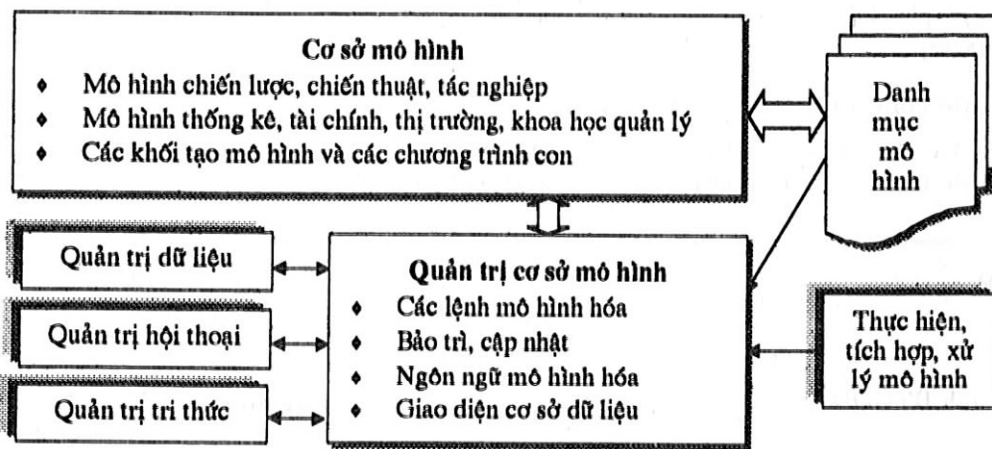 Cơ sở mô hình
♦ Mô hình chiến lược, chiến thuật, tác nghiệp
♦ Mô hình thống kê, tài chính, thị trường, khoa học quản lý
♦ Các khối tạo mô hình và các chương trình con
Danh
mục
mô
hình
Quản trị dữ liệu
Quản trị hội thoại
Quản trị tri thức
Quản trị cơ sở mô hình
♦ Các lệnh mô hình hóa
♦ Bảo trì, cập nhật
♦ Ngôn ngữ mô hình hóa
♦ Giao diện cơ sở dữ liệu
Thực hiện,
tích hợp, xử
lý mô hình